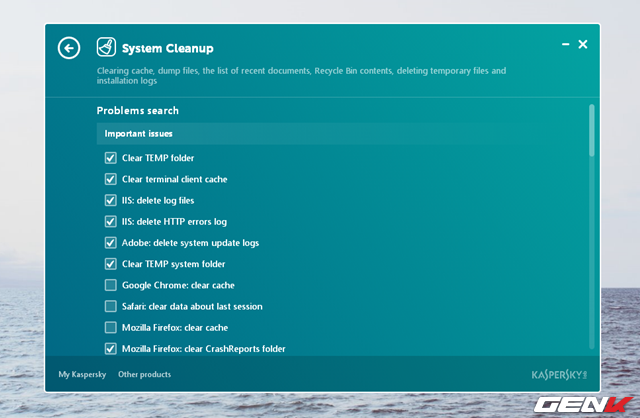 System Cleanup
Clearing cache, dump files, the list of recent documents, Recycle Bin contents, deleting temporary files and
installation logs
Problems search
Important issues
Clear TEMP folder
Clear terminal client cache
IIS: delete log files
IIS: delete HTTP errors log
Adobe: delete system update logs
Clear TEMP system folder
Google Chrome: clear cache
Safari: clear data about last session
Mozilla Firefox: clear cache
Mozilla Firefox: clear CrashReports folder
My Kaspersky Other products KASPERSKY
GENK